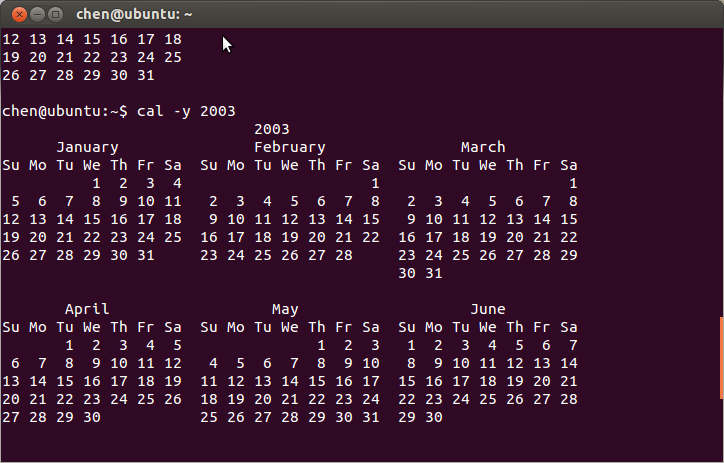 chen@ubuntu: ~
12 13 14 15 16 17 18
19 20 21 22 23 24 25
26 27 28 29 30 31
chen@ubuntu:~$ cal -y 2003
                            2003
      January               February               March
Su Mo Tu We Th Fr Sa  Su Mo Tu We Th Fr Sa  Su Mo Tu We Th Fr Sa
          1  2  3  4                     1                     1
 5  6  7  8  9 10 11   2  3  4  5  6  7  8   2  3  4  5  6  7  8
12 13 14 15 16 17 18   9 10 11 12 13 14 15   9 10 11 12 13 14 15
19 20 21 22 23 24 25  16 17 18 19 20 21 22  16 17 18 19 20 21 22
26 27 28 29 30 31     23 24 25 26 27 28     23 24 25 26 27 28 29
                                            30 31
       April                  May                   June
Su Mo Tu We Th Fr Sa  Su Mo Tu We Th Fr Sa  Su Mo Tu We Th Fr Sa
       1  2  3  4  5               1  2  3   1  2  3  4  5  6  7
 6  7  8  9 10 11 12   4  5  6  7  8  9 10   8  9 10 11 12 13 14
13 14 15 16 17 18 19  11 12 13 14 15 16 17  15 16 17 18 19 20 21
20 21 22 23 24 25 26  18 19 20 21 22 23 24  22 23 24 25 26 27 28
27 28 29 30           25 26 27 28 29 30 31  29 30